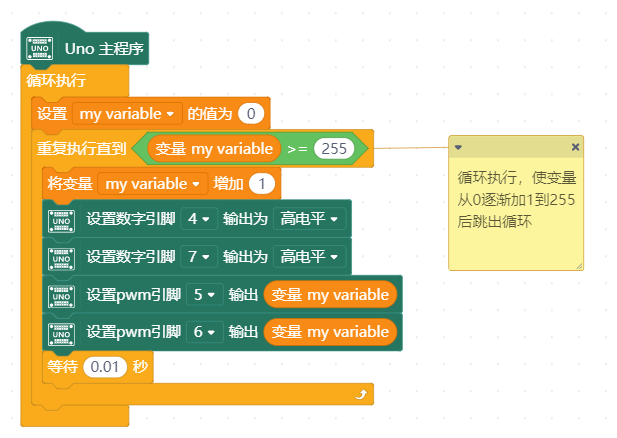 UNO Uno 主程序
循环执行
设置 my variable 的值为 0
重复执行直到 变量 my variable >= 255
将变量 my variable 增加 1
UNO 设置数字引脚 4 输出为 高电平
UNO 设置数字引脚 7 输出为 高电平
UNO 设置pwm引脚 5 输出 变量 my variable
UNO 设置pwm引脚 6 输出 变量 my variable
等待 0.01 秒
循环执行，使变量
从0逐渐加1到255
后跳出循环